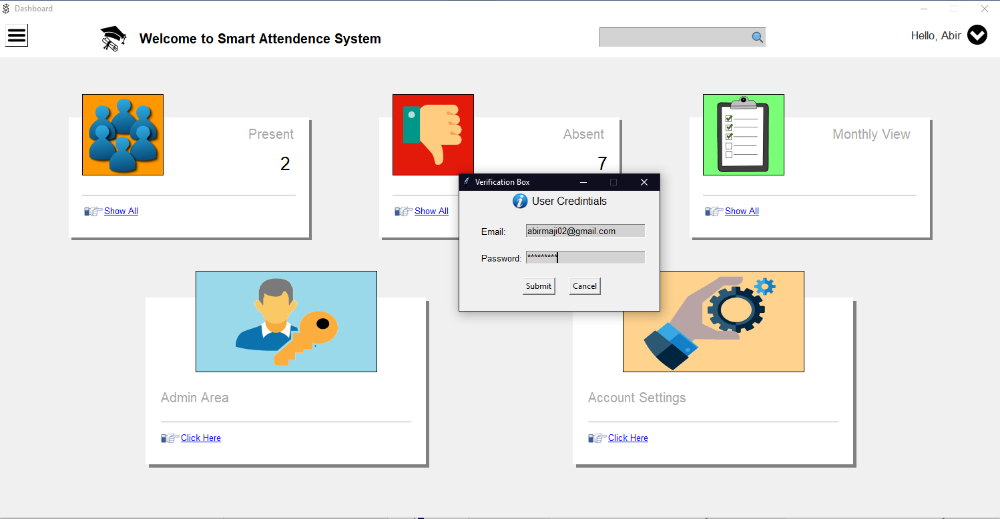 Dashboard
Welcome to Smart Attendence System
Hello, Abir
Present
2
Show All
Absent
7
Show All
Monthly View
Show All
Verification Box
User Credintials
Email: abirmaji02@gmail.com
Password: *********
Submit Cancel
Admin Area
Click Here
Account Settings
Click Here